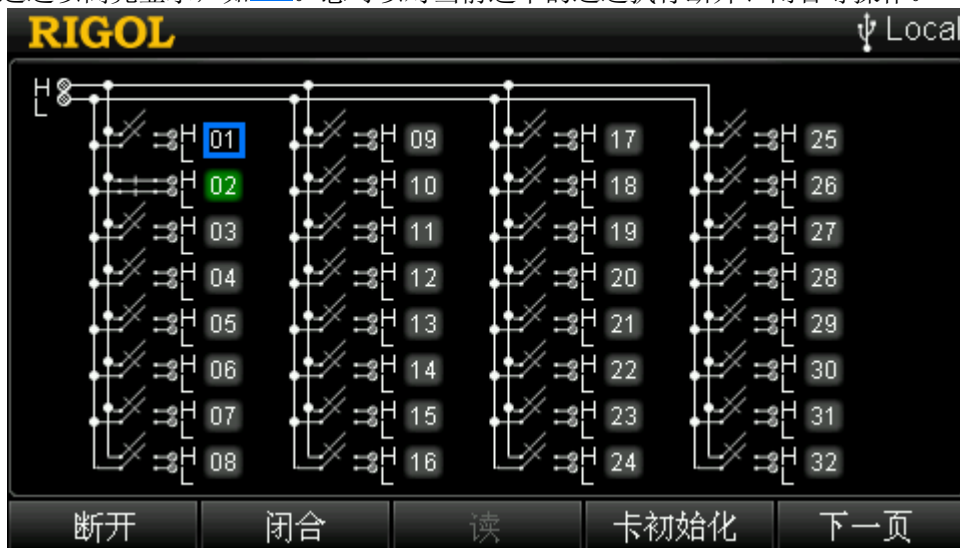 RIGOL Local
H
L
H 01 H 09 H 17 H 25
L L L L
H 02 H 10 H 18 H 26
L L L L
H 03 H 11 H 19 H 27
L L L L
H 04 H 12 H 20 H 28
L L L L
H 05 H 13 H 21 H 29
L L L L
H 06 H 14 H 22 H 30
L L L L
H 07 H 15 H 23 H 31
L L L L
H 08 H 16 H 24 H 32
L L L L
断开 闭合 读 卡初始化 下一页